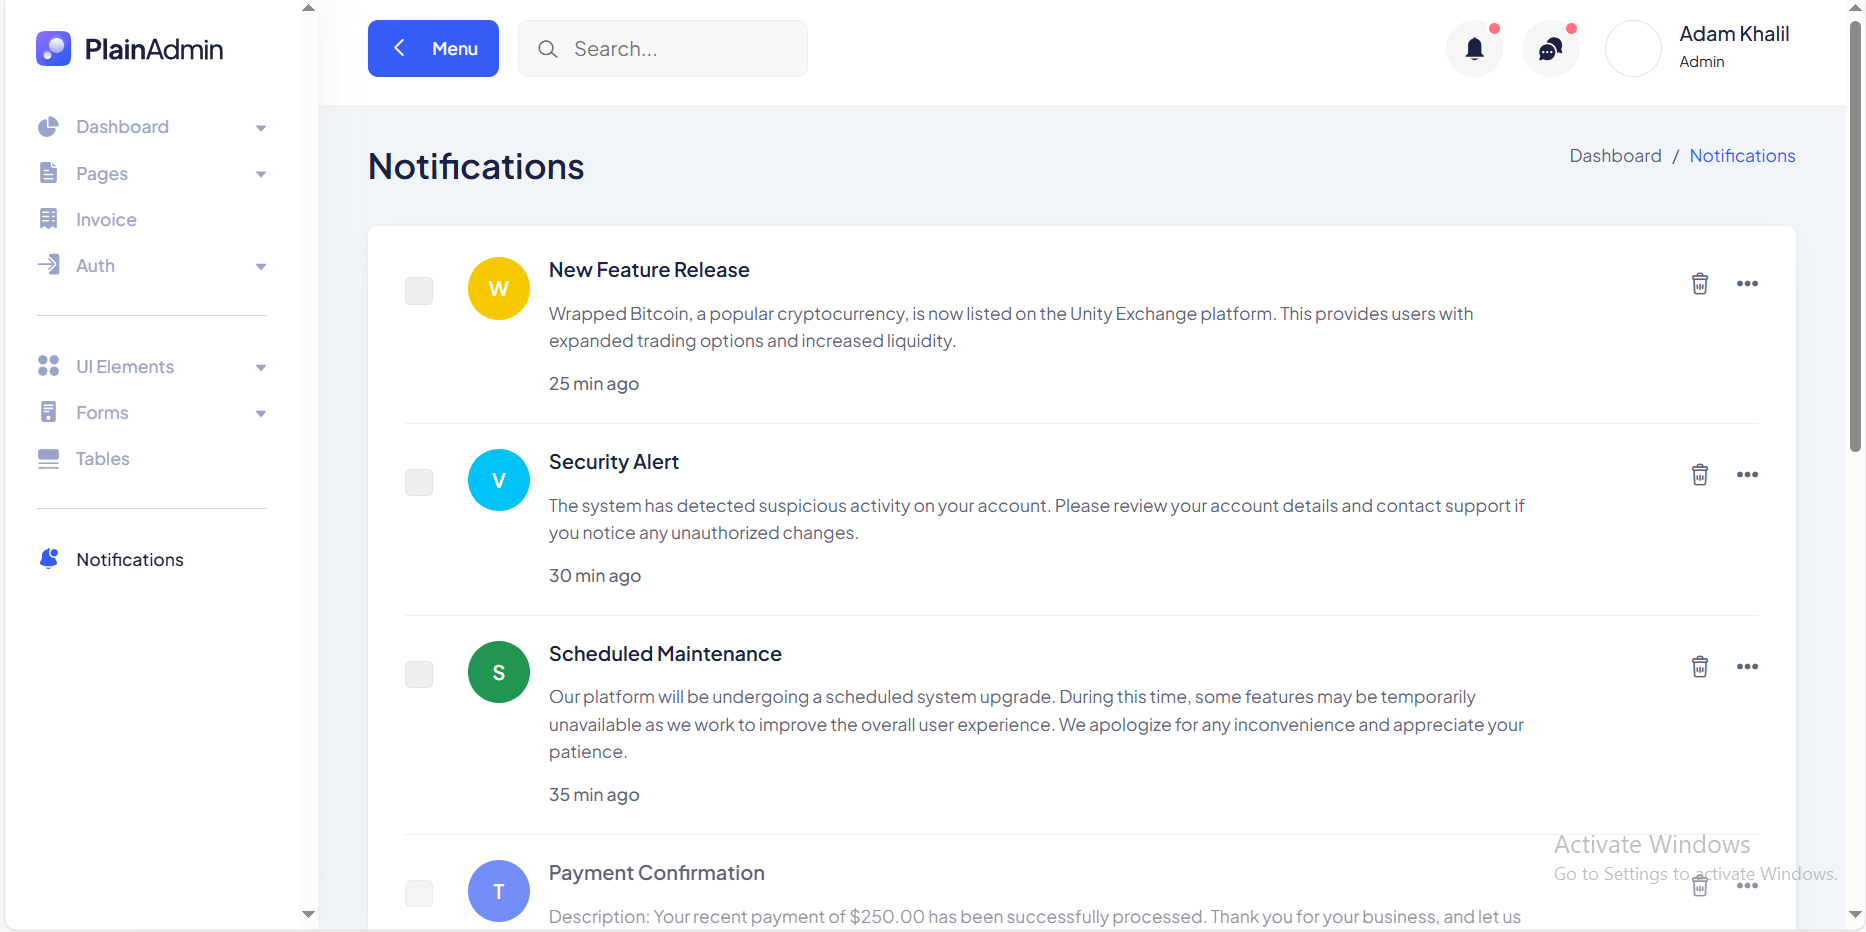 PlainAdmin
Dashboard
Pages
Invoice
Auth
UI Elements
Forms
Tables
Notifications
Menu
Search...
Adam Khalil
Admin
Notifications
Dashboard / Notifications
W
New Feature Release
Wrapped Bitcoin, a popular cryptocurrency, is now listed on the Unity Exchange platform. This provides users with
expanded trading options and increased liquidity.
25 min ago
V
Security Alert
The system has detected suspicious activity on your account. Please review your account details and contact support if
you notice any unauthorized changes.
30 min ago
S
Scheduled Maintenance
Our platform will be undergoing a scheduled system upgrade. During this time, some features may be temporarily
unavailable as we work to improve the overall user experience. We apologize for any inconvenience and appreciate your
patience.
35 min ago
T
Payment Confirmation
Description: Your recent payment of $250.00 has been successfully processed. Thank you for your business, and let us
Activate Windows
Go to Settings to activate Windows.